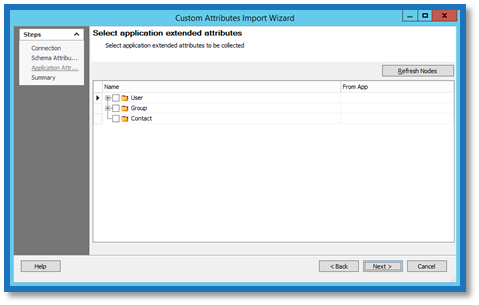 Custom Attributes Import Wizard
Steps
Connection
Schema Attribu...
Application Attr...
Summary
Select application extended attributes
Select application extended attributes to be collected
Refresh Nodes
Name From App
User
Group
Contact
Help < Back Next > Cancel